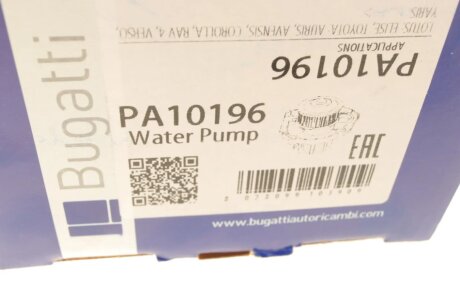 YARIS
LOTUS: ELISE, TOYOTA: AURIS, AVENSIS, COROLLA, RAV 4, VERSO,
APPLICATIONS
PA10196
Bugatti
PA10196
Water Pump
EAC
www.bugattiautoricambi.com